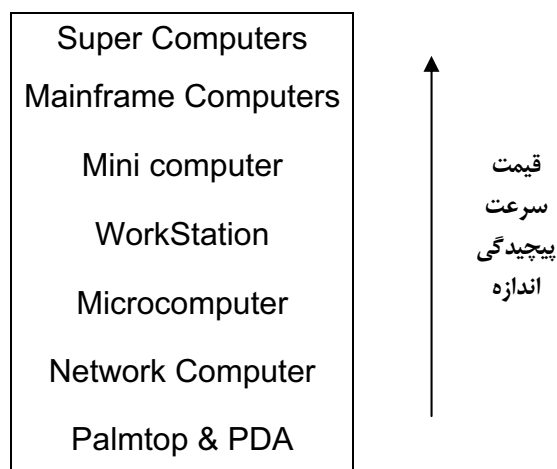 Super Computers
Mainframe Computers
Mini computer
WorkStation
Microcomputer
Network Computer
Palmtop & PDA
قیمت
سرعت
پیچیدگی
اندازه